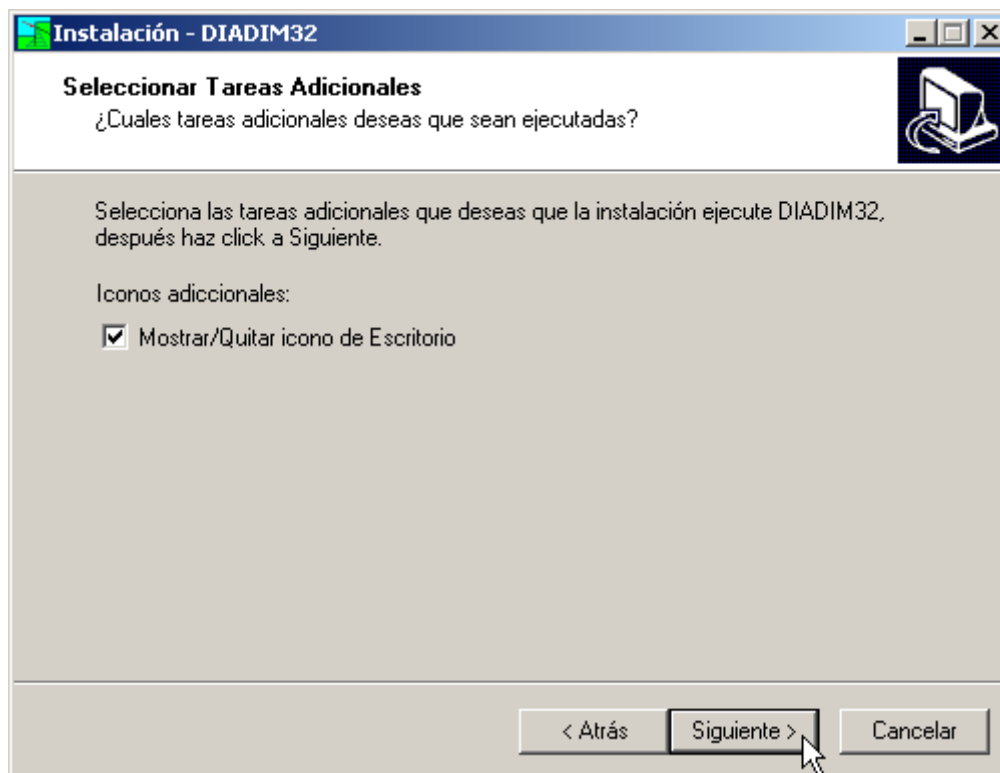 Instalación - DIADIM32
Seleccionar Tareas Adicionales
¿Cuales tareas adicionales deseas que sean ejecutadas?
Selecciona las tareas adicionales que deseas que la instalación ejecute DIADIM32,
después haz click a Siguiente.
Iconos adiccionales:
Mostrar/Quitar icono de Escritorio
< Atrás
Siguiente >
Cancelar